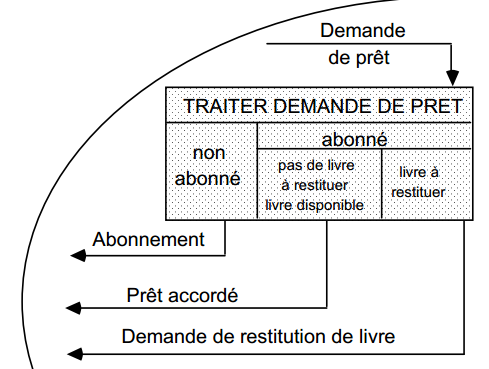 Demande
de prêt
TRAITER DEMANDE DE PRET
non
abonné
abonné
pas de livre
à restituer
livre disponible
livre à
restituer
Abonnement
Prêt accordé
Demande de restitution de livre